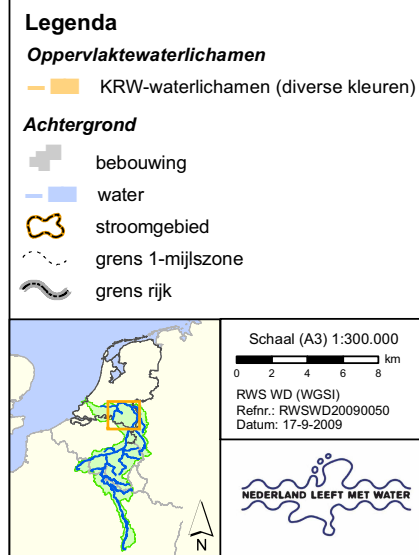 Legenda
Oppervlaktewaterlichamen
KRW-waterlichamen (diverse kleuren)
Achtergrond
bebouwing
water
stroomgebied
grens 1-mijlszone
grens rijk
Schaal (A3) 1:300.000
km
0 2 4 6 8
RWS WD (WGSI)
Refnr.: RWSWD20090050
Datum: 17-9-2009
N
NEDERLAND LEEFT MET WATER